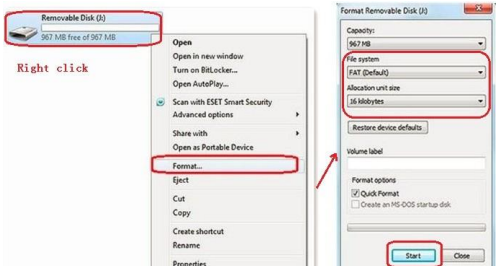 Removable Disk (J:)
967 MB free of 967 MB
Right click
Open
Open in new window
Turn on BitLocker...
Open AutoPlay...
Scan with ESET Smart Security
Advanced options
Share with
Open as Portable Device
Format...
Eject
Cut
Copy
Create shortcut
Rename
Properties
Format Removable Disk (J:)
Capacity:
967 MB
File system
FAT (Default)
Allocation unit size
16 kilobytes
Restore device defaults
Volume label
Format options
Quick Format
Create an MS-DOS startup disk
Start
Close